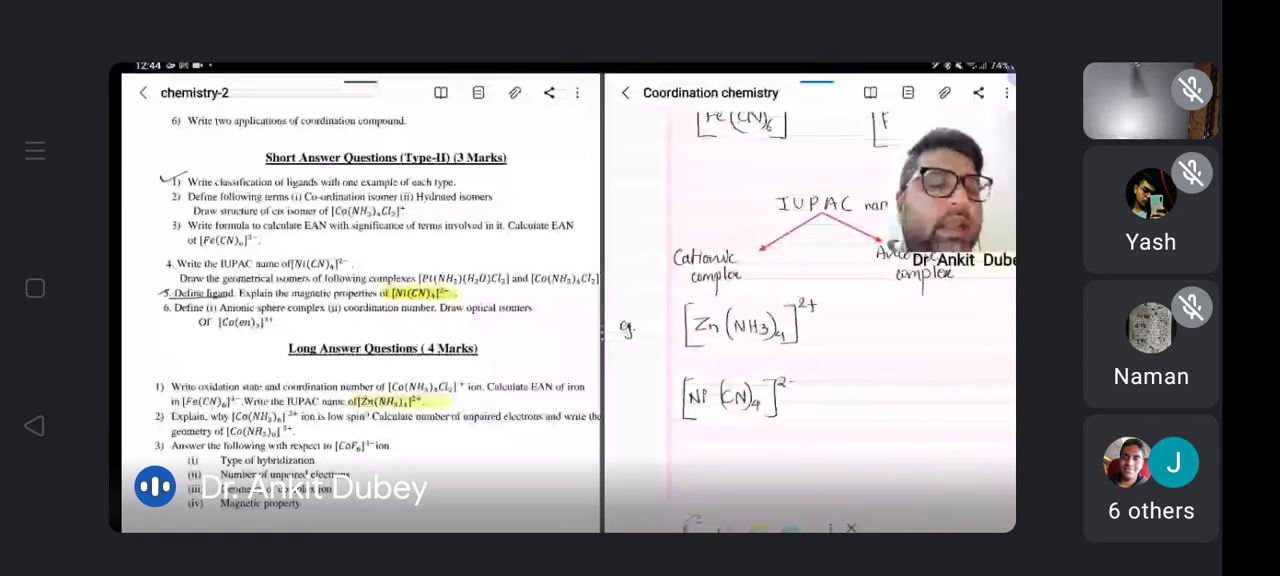 12:44
74%
chemistry-2
6) Write two applications of coordination compound.
Short Answer Questions (Type-II) (3 Marks)
1) Write classification of ligands with one example of each type.
2) Define following terms (i) Co-ordination isomer (ii) Hydrated isomers
Draw structure of cis isomer of [Co(NH₃)₄Cl₂]⁺
3) Write formula to calculate EAN with significance of terms involved in it. Calculate EAN
of [Fe(CN)₆]
4. Write the IUPAC name of[Ni(CN)₄]²⁻.
Draw the geometrical isomers of following complexes [Pt(NH₃)(H₂O)Cl₂] and [Co(NH₃)₄Cl₂]
5. Define ligand. Explain the magnetic properties of [Ni(CN)₄]²⁻.
6. Define (i) Anionic sphere complex (ii) coordination number. Draw optical isomers
Of [Co(en)₃]³⁺
Long Answer Questions ( 4 Marks)
1) Write oxidation state and coordination number of ion. Calculate EAN of iron
in [Fe(CN)₆]⁴⁻.Write the IUPAC name of[Zn(NH₃)₄]²⁺.
2) Explain, why [Co(NH₃)₆]³⁺ ion is low spin? Calculate number of unpaired electrons and write the
geometry of [Co(NH₃)₆]³⁺.
3) Answer the following with respect to [CoF₆]³⁻ion
(i) Type of hybridization
(ii) Number of unpaired electrons
(iii)
(iv) Magnetic property
Dr. Ankit Dubey
Coordination chemistry
[Fe(CN)₆]
IUPAC nam
Cationic
complex
complex
eg.
[Zn(NH3)₄]²⁺
[Ni(CN)₄]²⁻
Dr Ankit Dube
Yash
Naman
J
6 others